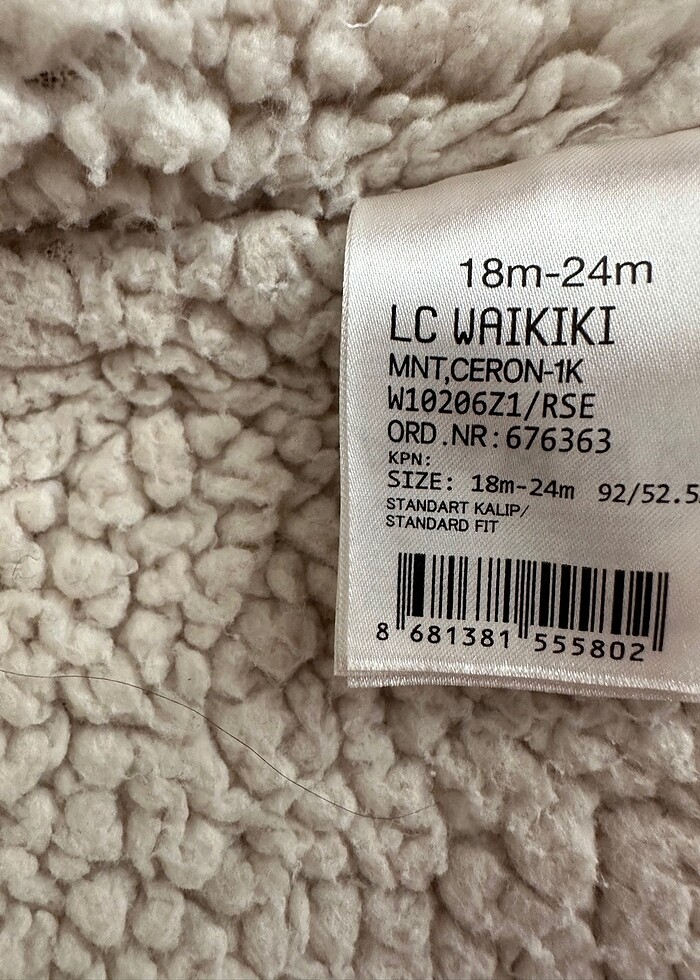 18m-24m
LC WAIKIKI
MNT,CERON-1K
W10206Z1/RSE
ORD.NR:676363
KPN:
SIZE: 18m-24m 92/52.5
STANDART KALIP/
STANDARD FIT
8 681381 555802